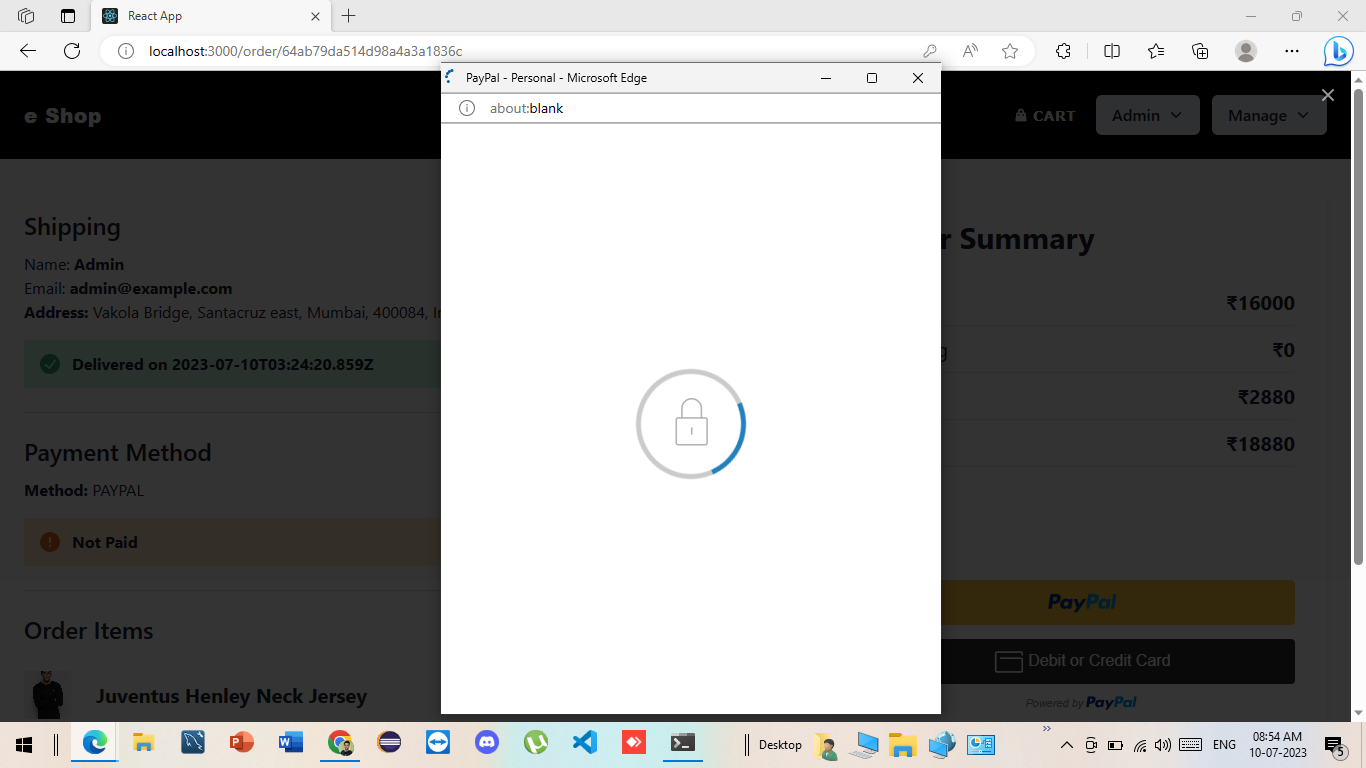 React App
localhost:3000/order/64ab79da514d98a4a3a1836c
PayPal - Personal - Microsoft Edge
about:blank
e Shop
CART
Admin
Manage
Shipping
Name: Admin
Email: admin@example.com
Address: Vakola Bridge, Santacruz east, Mumbai, 400084,
Delivered on 2023-07-10T03:24:20.859Z
Payment Method
Method: PAYPAL
Not Paid
Order Items
Juventus Henley Neck Jersey
Summary
₹16000
₹0
₹2880
₹18880
PayPal
Debit or Credit Card
Powered by PayPal
Desktop
ENG
08:54 AM
10-07-2023
5